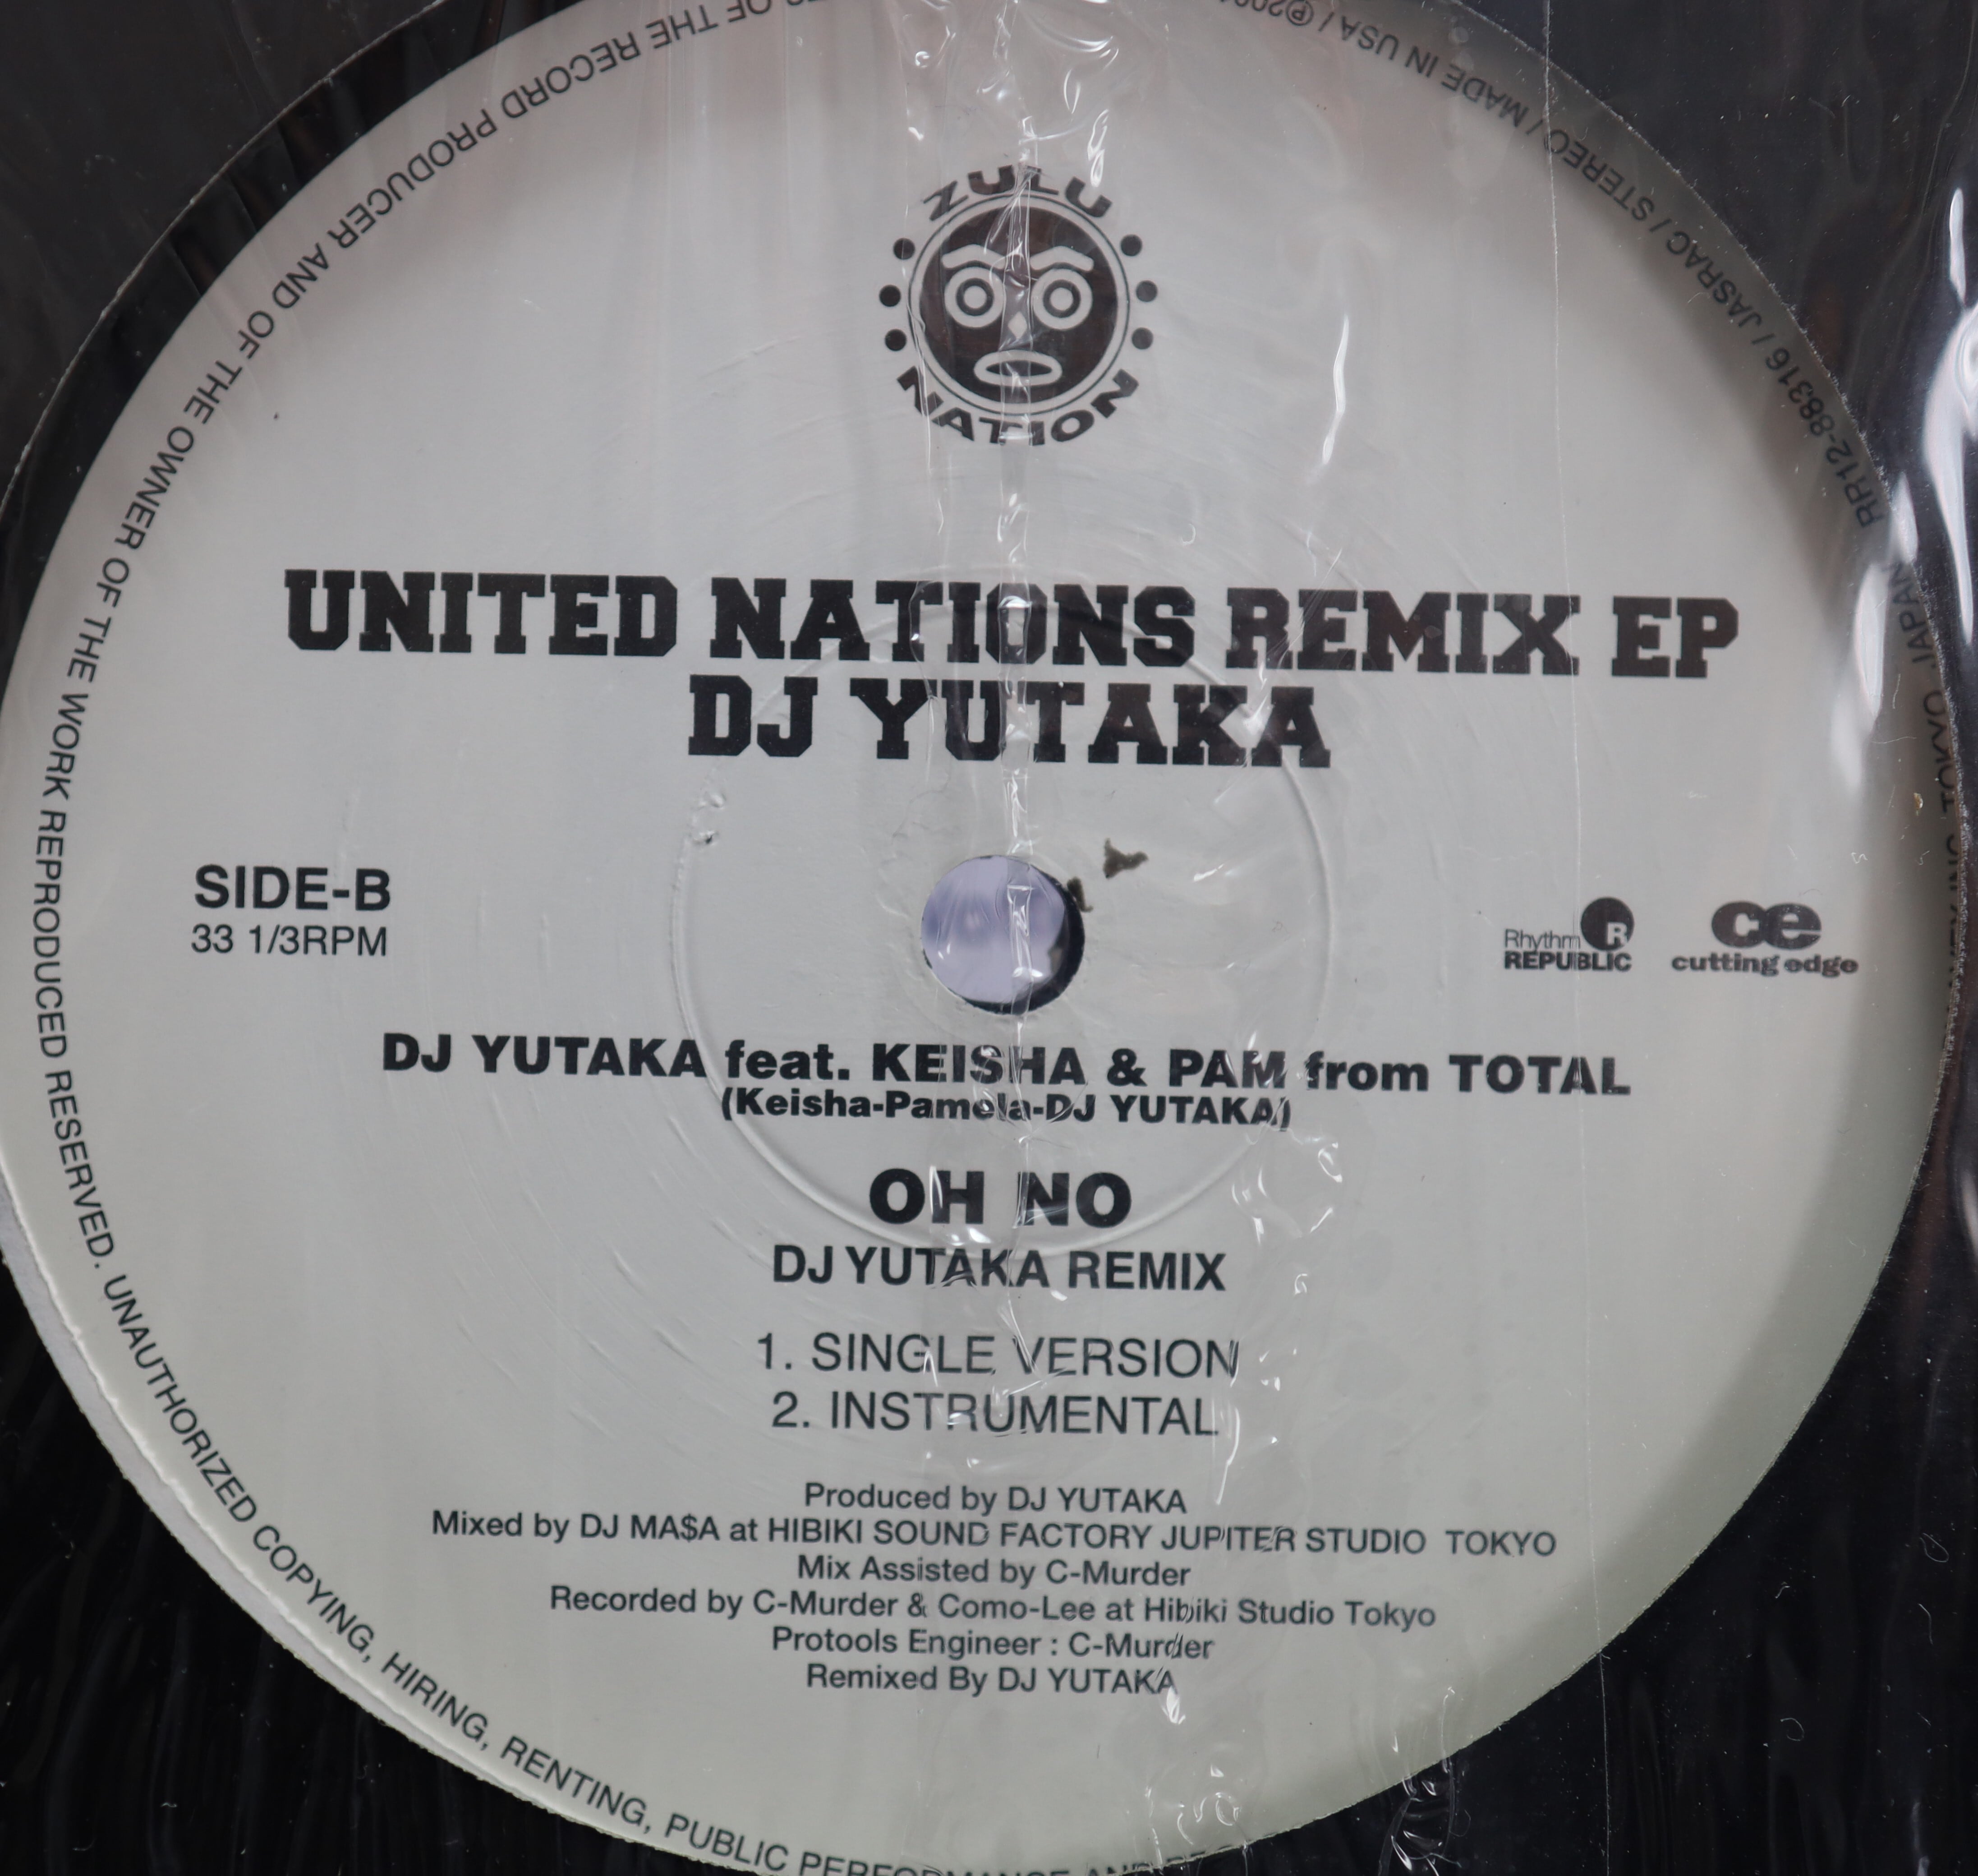 ZULU
NATION
UNITED NATIONS REMIX EP
DJ YUTAKA
SIDE-B
33 1/3RPM
Rhythm R
REPUBLIC
ce
cutting edge
DJ YUTAKA feat. KEISHA & PAM from TOTAL
(Keisha-Pamela-DJ YUTAKA)
OH NO
DJ YUTAKA REMIX
1. SINGLE VERSION
2. INSTRUMENTAL
Produced by DJ YUTAKA
Mixed by DJ MA$A at HIBIKI SOUND FACTORY JUPITER STUDIO TOKYO
Mix Assisted by C-Murder
Recorded by C-Murder & Como-Lee at Hibiki Studio Tokyo
Protools Engineer : C-Murder
Remixed By DJ YUTAKA
OF THE RECORD PRODUCER AND OF THE OWNER OF THE WORK REPRODUCED RESERVED. UNAUTHORIZED COPYING, HIRING, RENTING, PUBLIC PERFORMANCE AND
TOKYO JAPAN
RR12-88316 / JASRAC / STEREO / MADE IN USA / ℗